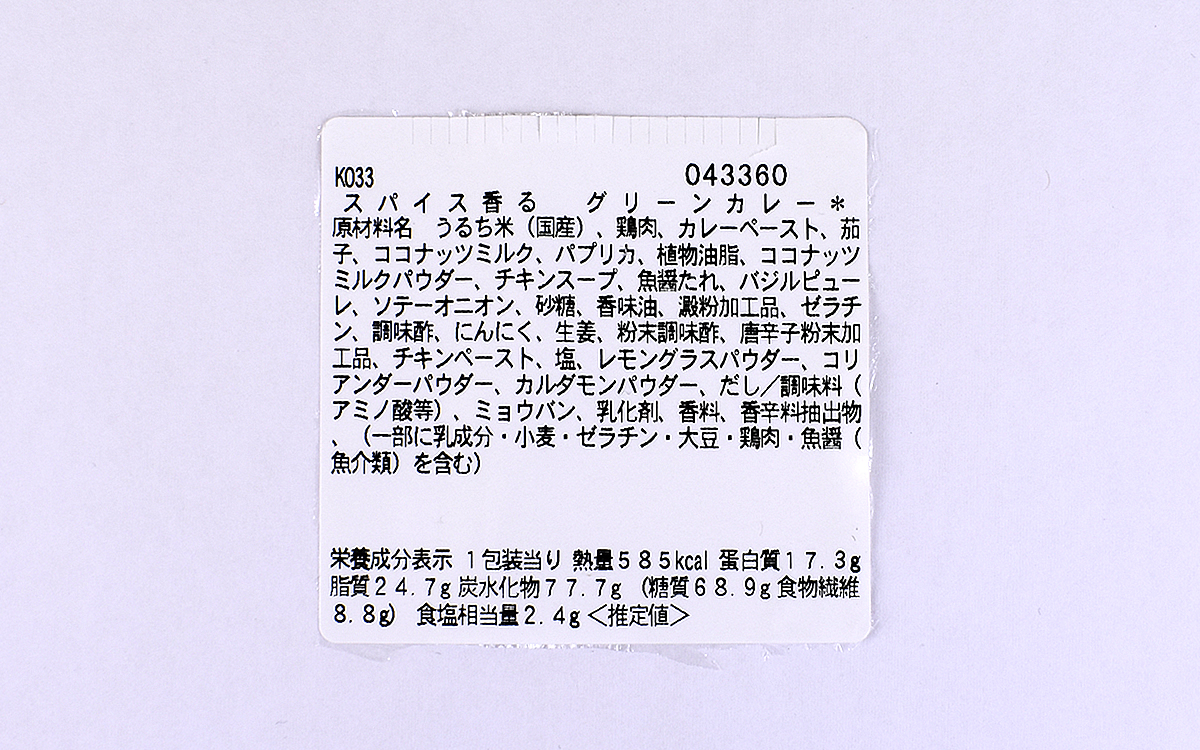 K033 043360
スパイス香る グリーンカレー＊
原材料名 うるち米（国産）、鶏肉、カレーペースト、茄
子、ココナッツミルク、パプリカ、植物油脂、ココナッツ
ミルクパウダー、チキンスープ、魚醤たれ、バジルピュー
レ、ソテーオニオン、砂糖、香味油、澱粉加工品、ゼラチ
ン、調味酢、にんにく、生姜、粉末調味酢、唐辛子粉末加
工品、チキンペースト、塩、レモングラスパウダー、コリ
アンダーパウダー、カルダモンパウダー、だし／調味料（
アミノ酸等）、ミョウバン、乳化剤、香料、香辛料抽出物
、（一部に乳成分・小麦・ゼラチン・大豆・鶏肉・魚醤（
魚介類）を含む）
栄養成分表示 １包装当り 熱量５８５kcal 蛋白質１７．３g
脂質２４．７g 炭水化物７７．７g （糖質６８．９g 食物繊維
８．８g） 食塩相当量２．４g ＜推定値＞